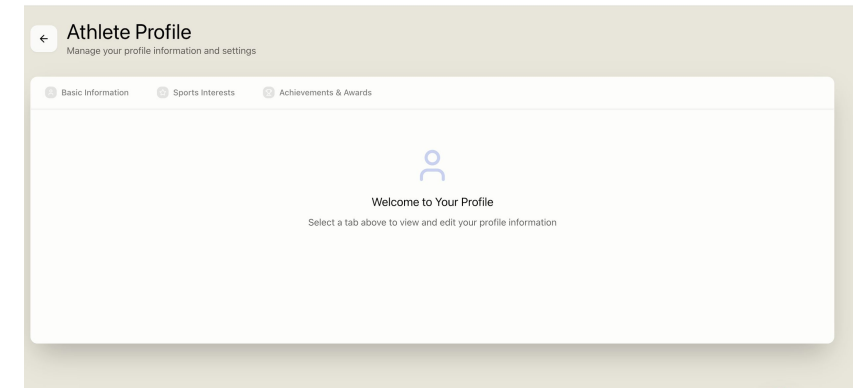 Athlete Profile
Manage your profile information and settings
Basic Information Sports Interests Achievements & Awards
Welcome to Your Profile
Select a tab above to view and edit your profile information